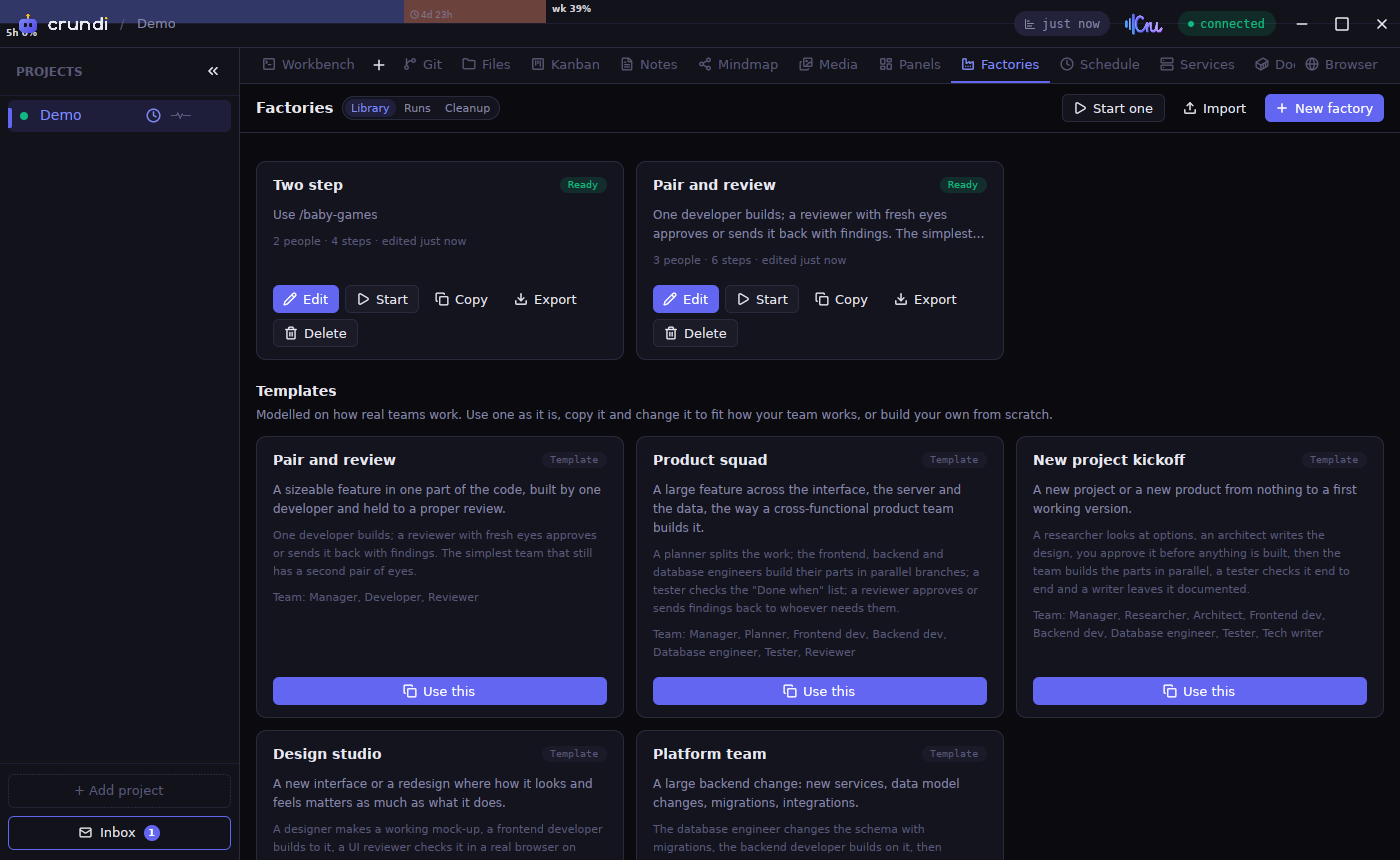 4d 23h
wk 39%
crundi / Demo
just now
Cru
connected
PROJECTS
Demo
+ Add project
Inbox 1
Workbench
Git
Files
Kanban
Notes
Mindmap
Media
Panels
Factories
Schedule
Services
Browser
Factories
Library
Runs
Cleanup
Start one
Import
+ New factory
Two step
Ready
Use /baby-games
2 people · 4 steps · edited just now
Edit
Start
Copy
Export
Delete
Pair and review
Ready
One developer builds; a reviewer with fresh eyes
approves or sends it back with findings. The simplest…
3 people · 6 steps · edited just now
Edit
Start
Copy
Export
Delete
Templates
Modelled on how real teams work. Use one as it is, copy it and change it to fit how your team works, or build your own from scratch.
Pair and review
Template
A sizeable feature in one part of the code, built by one
developer and held to a proper review.
One developer builds; a reviewer with fresh eyes approves
or sends it back with findings. The simplest team that still
has a second pair of eyes.
Team: Manager, Developer, Reviewer
Use this
Product squad
Template
A large feature across the interface, the server and
the data, the way a cross-functional product team
builds it.
A planner splits the work; the frontend, backend and
database engineers build their parts in parallel branches; a
tester checks the "Done when" list; a reviewer approves or
sends findings back to whoever needs them.
Team: Manager, Planner, Frontend dev, Backend dev,
Database engineer, Tester, Reviewer
Use this
New project kickoff
Template
A new project or a new product from nothing to a first
working version.
A researcher looks at options, an architect writes the
design, you approve it before anything is built, then the
team builds the parts in parallel, a tester checks it end to
end and a writer leaves it documented.
Team: Manager, Researcher, Architect, Frontend dev,
Backend dev, Database engineer, Tester, Tech writer
Use this
Design studio
Template
A new interface or a redesign where how it looks and
feels matters as much as what it does.
A designer makes a working mock-up, a frontend developer
builds to it, a UI reviewer checks it in a real browser on
Platform team
Template
A large backend change: new services, data model
changes, migrations, integrations.
The database engineer changes the schema with
migrations, the backend developer builds on it, then